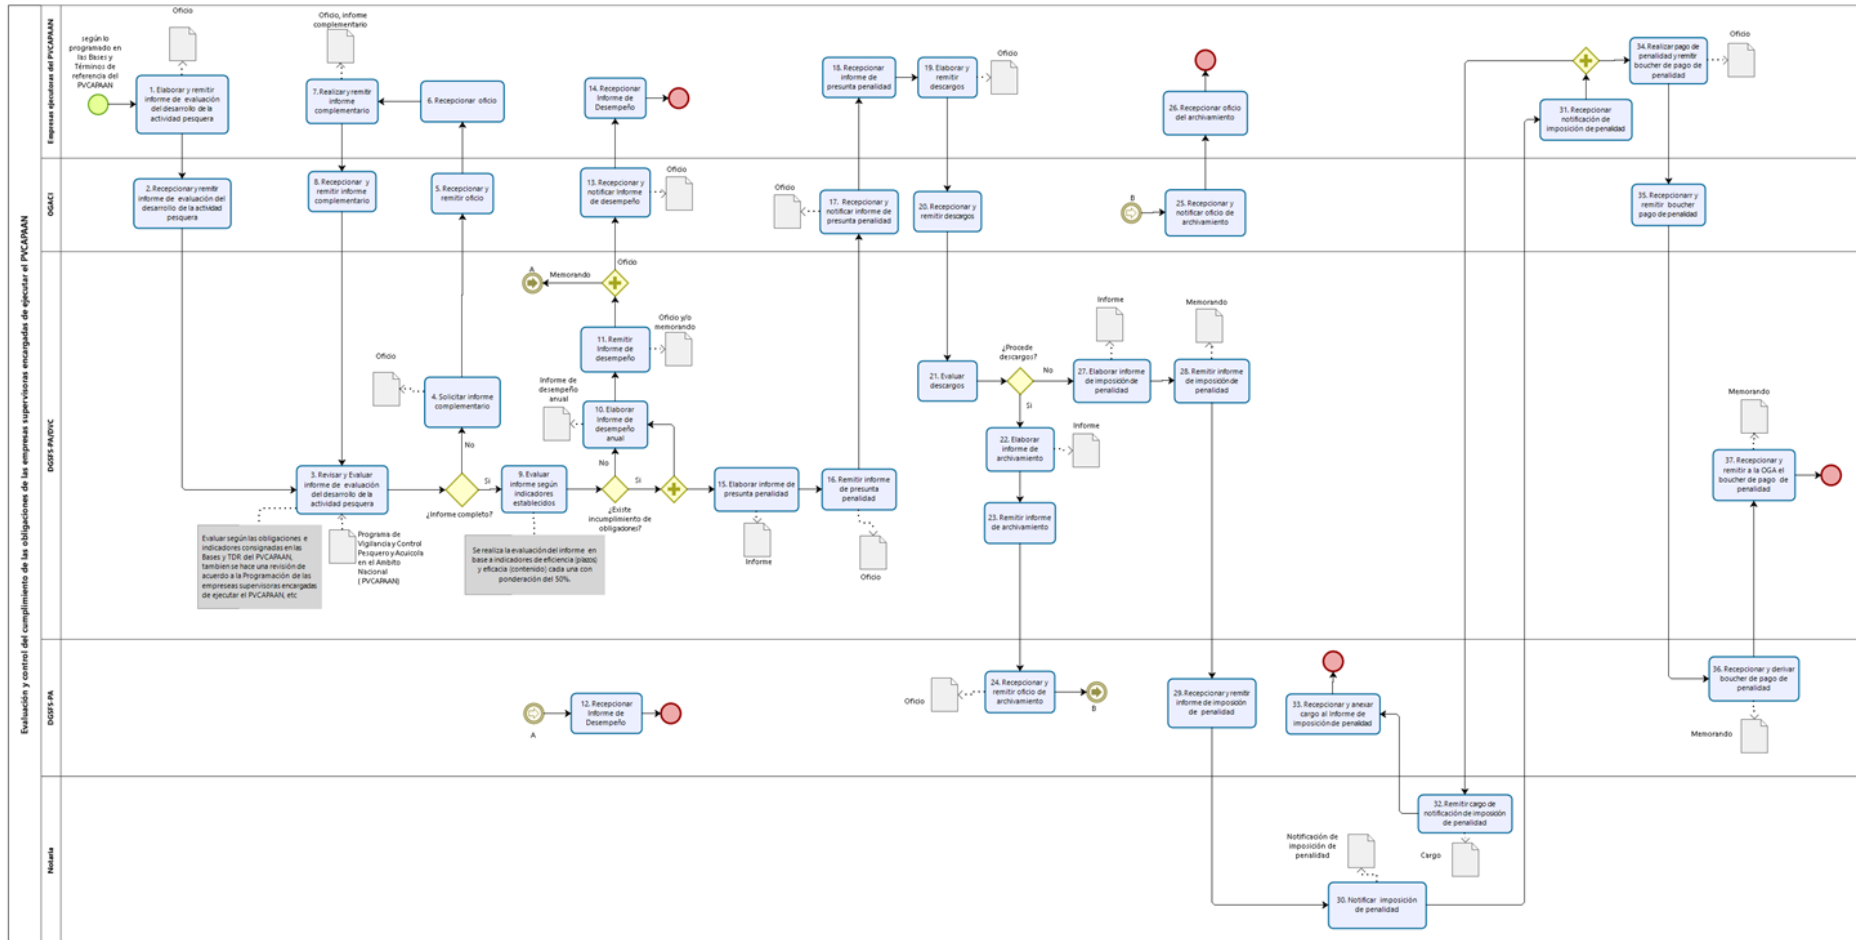 Evaluación y control del cumplimiento de las obligaciones de las empresas supervisoras encargadas de ejecutar el PVCAPAAN
Empresas ejecutoras del PVCAPAAN
según lo
programado en
las Bases y
Términos de
referencia del
PVCAPAAN
Oficio
1. Elaborar y remitir
informe de evaluación
del desarrollo de la
actividad pesquera
Oficio, informe
complementario
7. Realizar y remitir
informe
complementario
6. Recepcionar oficio
14. Recepcionar
Informe de
Desempeño
18. Recepcionar
informe de
presunta penalidad
19. Elaborar y
remitir
descargos
Oficio
26. Recepcionar oficio
del archivamiento
31. Recepcionar
notificación de
imposición de penalidad
34. Realizar pago de
penalidad y remitir
boucher de pago de
penalidad
Oficio
OGACI
2. Recepcionar y remitir
informe de evaluación del
desarrollo de la actividad
pesquera
8. Recepcionar y
remitir informe
complementario
5. Recepcionar y
remitir oficio
13. Recepcionar y
notificar Informe
de desempeño
Oficio
Oficio
17. Recepcionar y
notificar informe de
presunta penalidad
20. Recepcionar y
remitir descargos
B
25. Recepcionar y
notificar oficio de
archivamiento
35. Recepcionarr y
remitir boucher
pago de penalidad
DGSFS-PA/DVC
A
Memorando
Oficio
11. Remitir
Informe de
desempeño
Oficio y/o
memorando
Informe de
desempeño
anual
10. Elaborar
Informe de
desempeño
anual
Oficio
4. Solicitar informe
complementario
No
3. Revisar y Evaluar
informe de evaluación
del desarrollo de la
actividad pesquera
¿Informe completo?
Si
9. Evaluar
informe según
indicadores
establecidos
No
Si
¿Existe
incumplimiento de
obligaciones?
15. Elaborar informe de
presunta penalidad
Informe
16. Remitir informe
de presunta
penalidad
Oficio
Evaluar según las obligaciones e
indicadores consignadas en las
Bases y TDR del PVCAPAAN,
tambien se hace una revisión de
acuerdo a la Programación de las
empreseas supervisoras encargadas
de ejecutar el PVCAPAAN, etc
Programa de
Vigilancia y Control
Pesquero y Acuicola
en el Ambito
Nacional
( PVCAPAAN)
Se realiza la evaluación del informe en
base a indicadores de eficiencia (plazos)
y eficacia (contenido) cada una con
ponderación del 50%.
21. Evaluar
descargos
¿Procede
descargos?
No
Si
Informe
27. Elaborar informe
de imposición de
penalidad
Memorando
28. Remitir informe
de imposición de
penalidad
22. Elaborar
informe de
archivamiento
Informe
23. Remitir informe
de archivamiento
Memorando
37. Recepcionar y
remitir a la OGA el
boucher de pago de
penalidad
DGSFS-PA
A
12. Recepcionar
Informe de
Desempeño
Oficio
24. Recepcionar y
remitir oficio de
archivamiento
B
29.Recepcionar y remitir
informe de imposición
de penalidad
33. Recepcionar y anexar
cargo al Informe de
imposición de penalidad
36. Recepcionar y derivar
boucher de pago de
penalidad
Memorando
Notaria
32. Remitir cargo de
notificación de imposición
de penalidad
Cargo
Notificación de
imposición de
penalidad
30. Notificar imposición
de penalidad